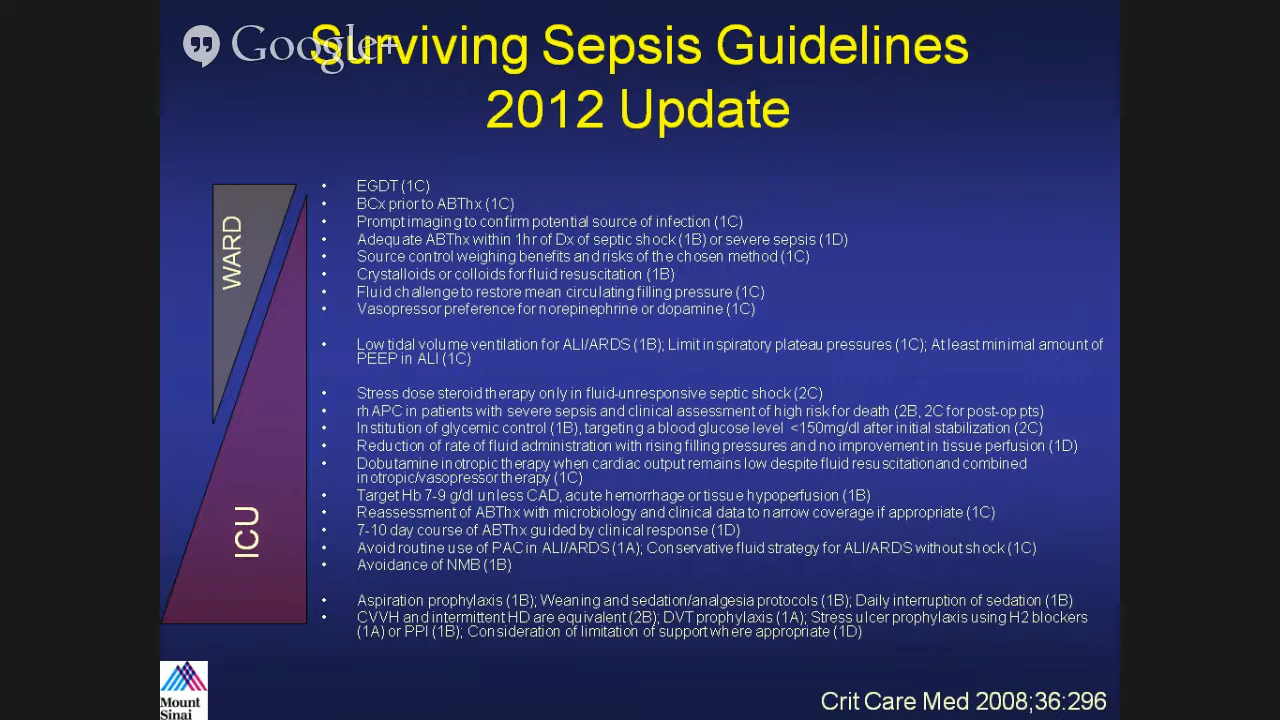 Google+
Surviving Sepsis Guidelines
2012 Update
WARD
ICU
• EGDT (1C)
• BCx prior to ABThx (1C)
• Prompt imaging to confirm potential source of infection (1C)
• Adequate ABThx within 1hr of Dx of septic shock (1B) or severe sepsis (1D)
• Source control weighing benefits and risks of the chosen method (1C)
• Crystalloids or colloids for fluid resuscitation (1B)
• Fluid challenge to restore mean circulating filling pressure (1C)
• Vasopressor preference for norepinephrine or dopamine (1C)
• Low tidal volume ventilation for ALI/ARDS (1B); Limit inspiratory plateau pressures (1C); At least minimal amount of
PEEP in ALI (1C)
• Stress dose steroid therapy only in fluid-unresponsive septic shock (2C)
• rhAPC in patients with severe sepsis and clinical assessment of high risk for death (2B, 2C for post-op pts)
• Institution of glycemic control (1B), targeting a blood glucose level <150mg/dl after initial stabilization (2C)
• Reduction of rate of fluid administration with rising filling pressures and no improvement in tissue perfusion (1D)
• Dobutamine inotropic therapy when cardiac output remains low despite fluid resuscitation and combined
inotropic/vasopressor therapy (1C)
• Target Hb 7-9 g/dl unless CAD, acute hemorrhage or tissue hypoperfusion (1B)
• Reassessment of ABThx with microbiology and clinical data to narrow coverage if appropriate (1C)
• 7-10 day course of ABThx guided by clinical response (1D)
• Avoid routine use of PAC in ALI/ARDS (1A); Conservative fluid strategy for ALI/ARDS without shock (1C)
• Avoidance of NMB (1B)
• Aspiration prophylaxis (1B); Weaning and sedation/analgesia protocols (1B); Daily interruption of sedation (1B)
• CVVH and intermittent HD are equivalent (2B); DVT prophylaxis (1A); Stress ulcer prophylaxis using H2 blockers
(1A) or PPI (1B); Consideration of limitation of support where appropriate (1D)
Mount
Sinai
Crit Care Med 2008;36:296